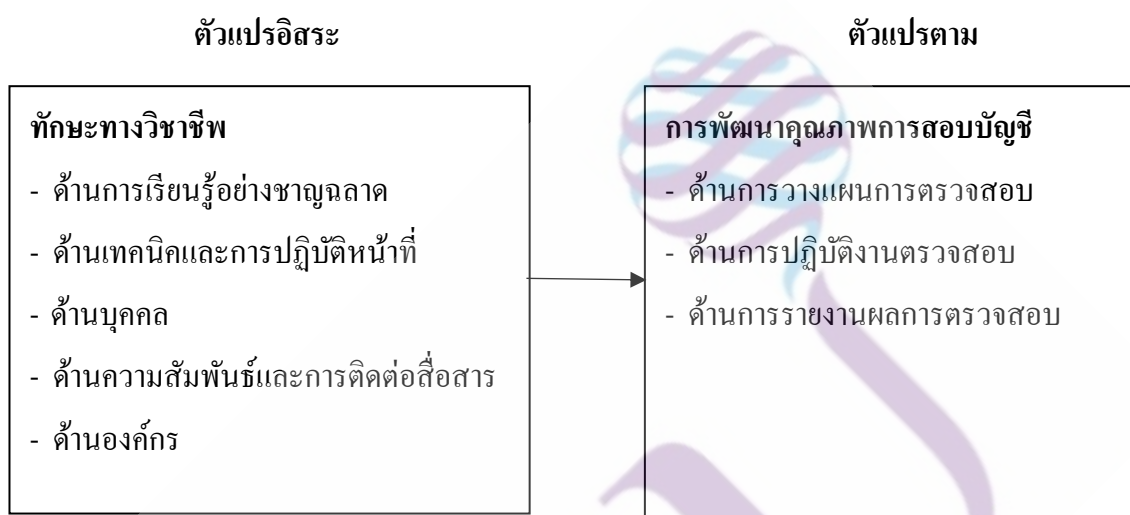 ตัวแปรอิสระ
ทักษะทางวิชาชีพ
- ด้านการเรียนรู้อย่างชาญฉลาด
- ด้านเทคนิคและการปฏิบัติหน้าที่
- ด้านบุคคล
- ด้านความสัมพันธ์และการติดต่อสื่อสาร
- ด้านองค์กร
ตัวแปรตาม
การพัฒนาคุณภาพการสอบบัญชี
- ด้านการวางแผนการตรวจสอบ
- ด้านการปฏิบัติงานตรวจสอบ
- ด้านการรายงานผลการตรวจสอบ